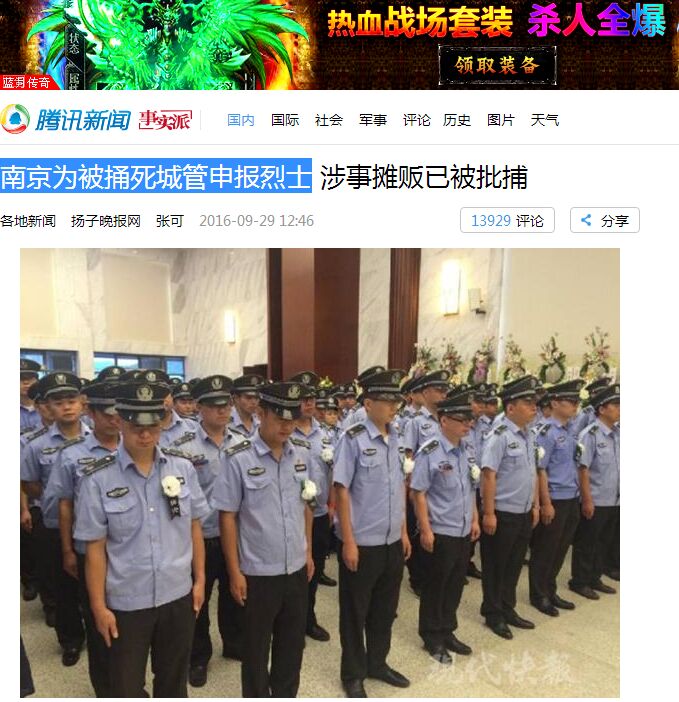 热血战场套装 杀人全爆
状态
领取装备
蓝月传奇
腾讯新闻 事实派 国内 国际 社会 军事 评论 历史 图片 天气
南京为被捅死城管申报烈士 涉事摊贩已被批捕
各地新闻 扬子晚报网 张可 2016-09-29 12:46 13929 评论 分享
现代快报